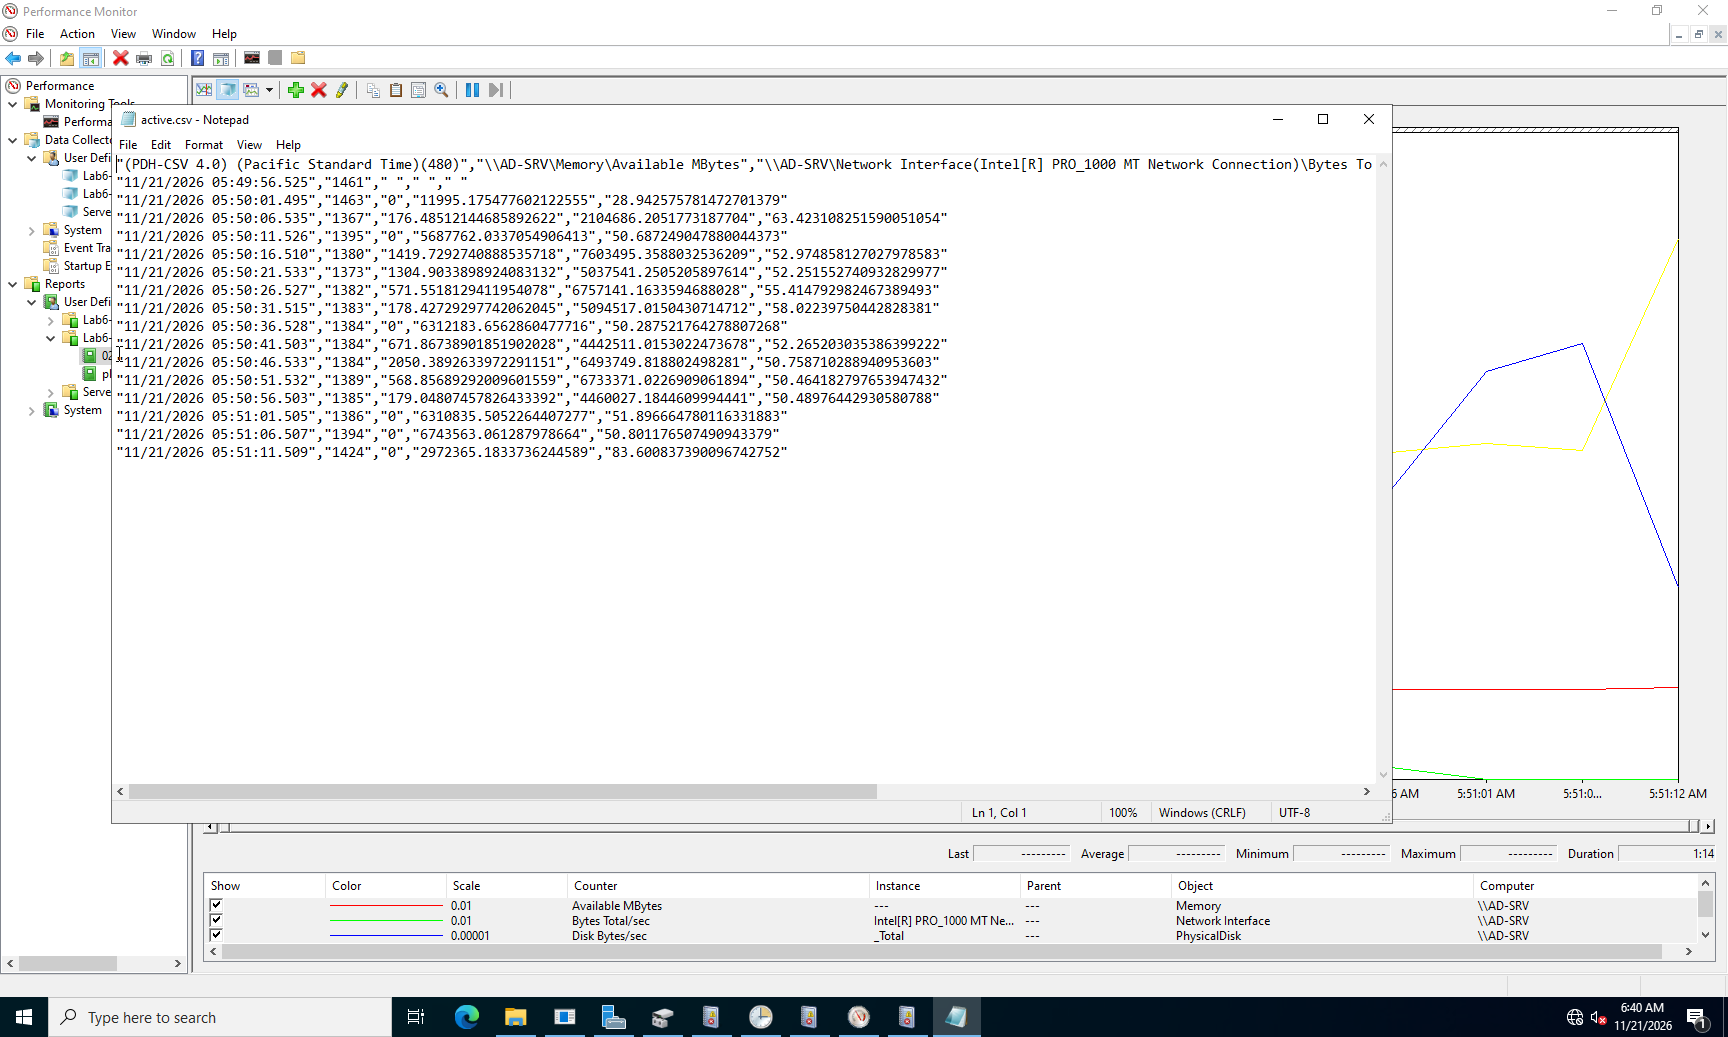 Performance Monitor
File Action View Window Help
Performance
Monitoring Tools
Performa
Data Collecto
User Defi
Lab6-
Lab6-
Serve
System
Event Tra
Startup E
Reports
User Defi
Lab6-
Lab6-
02
pl
Serve
System
active.csv - Notepad
File Edit Format View Help
"(PDH-CSV 4.0) (Pacific Standard Time)(480)","\\AD-SRV\Memory\Available MBytes","\\AD-SRV\Network Interface(Intel[R] PRO_1000 MT Network Connection)\Bytes To
"11/21/2026 05:49:56.525","1461"," "," "," "
"11/21/2026 05:50:01.495","1463","0","11995.175477602122555","28.942575781472701379"
"11/21/2026 05:50:06.535","1367","176.48512144685892622","2104686.2051773187704","63.423108251590051054"
"11/21/2026 05:50:11.526","1395","0","5687762.0337054906413","50.687249047880044373"
"11/21/2026 05:50:16.510","1380","1419.7292740888535718","7603495.3588032536209","52.974858127027978583"
"11/21/2026 05:50:21.533","1373","1304.9033898924083132","5037541.2505205897614","52.251552740932829977"
"11/21/2026 05:50:26.527","1382","571.5518129411954078","6757141.1633594688028","55.414792982467389493"
"11/21/2026 05:50:31.515","1383","178.42729297742062045","5094517.0150430714712","58.02239750442828381"
"11/21/2026 05:50:36.528","1384","0","6312183.6562860477716","50.287521764278807268"
"11/21/2026 05:50:41.503","1384","671.86738901851902028","4442511.0153022473678","52.265203035386399222"
"11/21/2026 05:50:46.533","1384","2050.3892633972291151","6493749.818802498281","50.758710288940953603"
"11/21/2026 05:50:51.532","1389","568.85689292009601559","6733371.0226909061894","50.464182797653947432"
"11/21/2026 05:50:56.503","1385","179.04807457826433392","4460027.1844609994441","50.48976442930580788"
"11/21/2026 05:51:01.505","1386","0","6310835.5052264407277","51.896664780116331883"
"11/21/2026 05:51:06.507","1394","0","6743563.061287978664","50.801176507490943379"
"11/21/2026 05:51:11.509","1424","0","2972365.1833736244589","83.600837390096742752"
Ln 1, Col 1 100% Windows (CRLF) UTF-8
6 AM 5:51:01 AM 5:51:0... 5:51:12 AM
Last --------- Average --------- Minimum --------- Maximum --------- Duration 1:14
Show Color Scale Counter Instance Parent Object Computer
0.01 Available MBytes --- --- Memory \\AD-SRV
0.01 Bytes Total/sec Intel[R] PRO_1000 MT Ne... --- Network Interface \\AD-SRV
0.00001 Disk Bytes/sec _Total --- PhysicalDisk \\AD-SRV
Type here to search
6:40 AM
11/21/2026
1